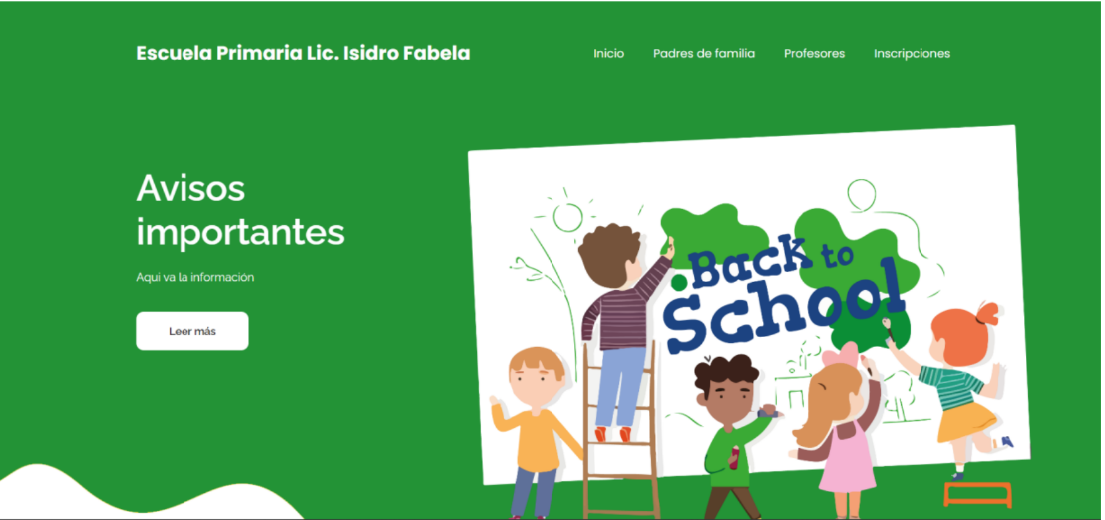 Escuela Primaria Lic. Isidro Fabela
Inicio Padres de familia Profesores Inscripciones
Avisos
importantes
Aqui va la información
Leer más
Back to
School